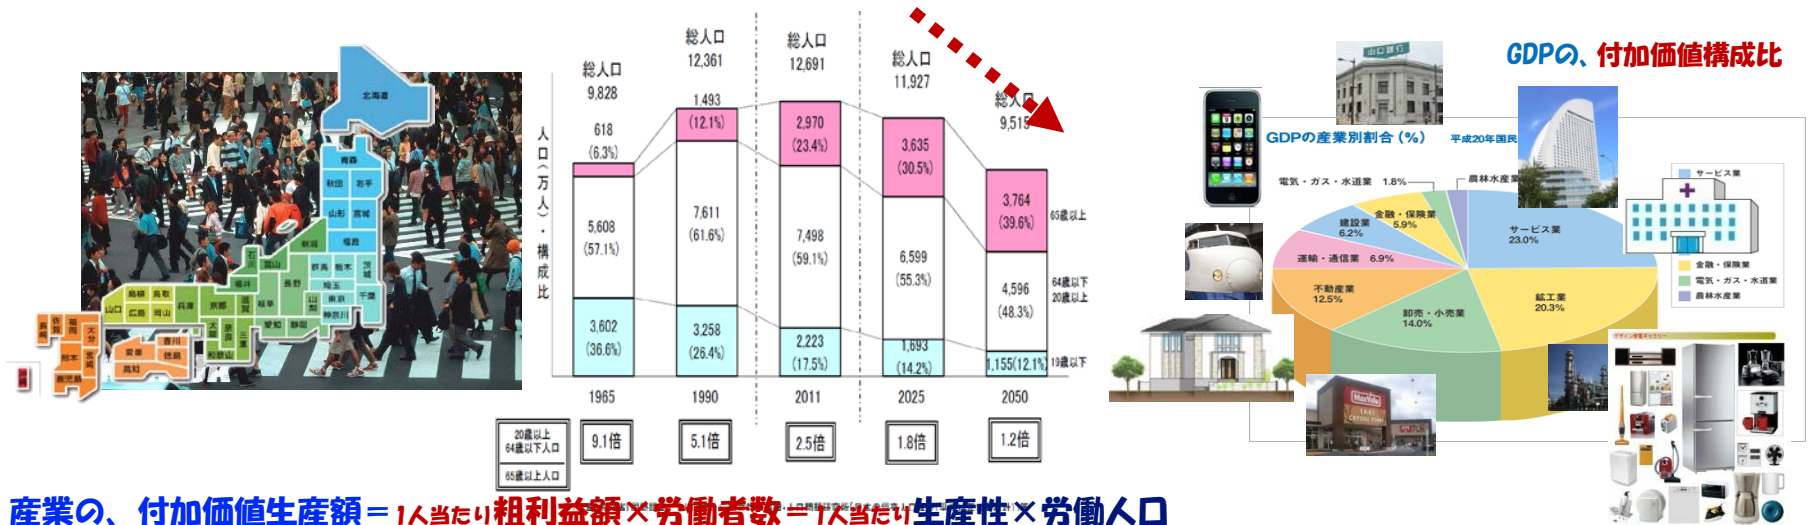 北海道
青森
秋田 岩手
山形 宮城
福島
新潟
石川 富山 群馬 栃木 茨城
福井 長野 埼玉
岐阜 山梨 東京 千葉
神奈川
愛知 静岡
島根 鳥取 兵庫 京都 滋賀
山口 広島 岡山
大阪 奈良 三重
和歌山
長崎 佐賀 福岡 大分
熊本 宮崎
鹿児島
愛媛 香川
徳島
高知
沖縄
人口(万人)・構成比
総人口
9,828
618
(6.3%)
5,608
(57.1%)
3,602
(36.6%)
1965
総人口
12,361
1,493
(12.1%)
7,611
(61.6%)
3,258
(26.4%)
1990
総人口
12,691
2,970
(23.4%)
7,498
(59.1%)
2,223
(17.5%)
2011
総人口
11,927
3,635
(30.5%)
6,599
(55.3%)
1,693
(14.2%)
2025
総人口
9,515
3,764
(39.6%)
4,596
(48.3%)
1,155(12.1%)
2050
65歳以上
64歳以下
20歳以上
19歳以下
20歳以上
64歳以下人口
65歳以上人口
9.1倍
5.1倍
2.5倍
1.8倍
1.2倍
GDPの、付加価値構成比
山口銀行
GDPの産業別割合(%) 平成20年国民
電気・ガス・水道業 1.8%
農林水産業
金融・保険業
5.9%
建設業
6.2%
運輸・通信業 6.9%
不動産業
12.5%
卸売・小売業
14.0%
鉱工業
20.3%
サービス業
23.0%
サービス業
金融・保険業
電気・ガス・水道業
農林水産業
MaxValu
デザイン家電ギャラリー
産業の、付加価値生産額=1人当たり粗利益額×労働者数=1人当たり生産性×労働人口